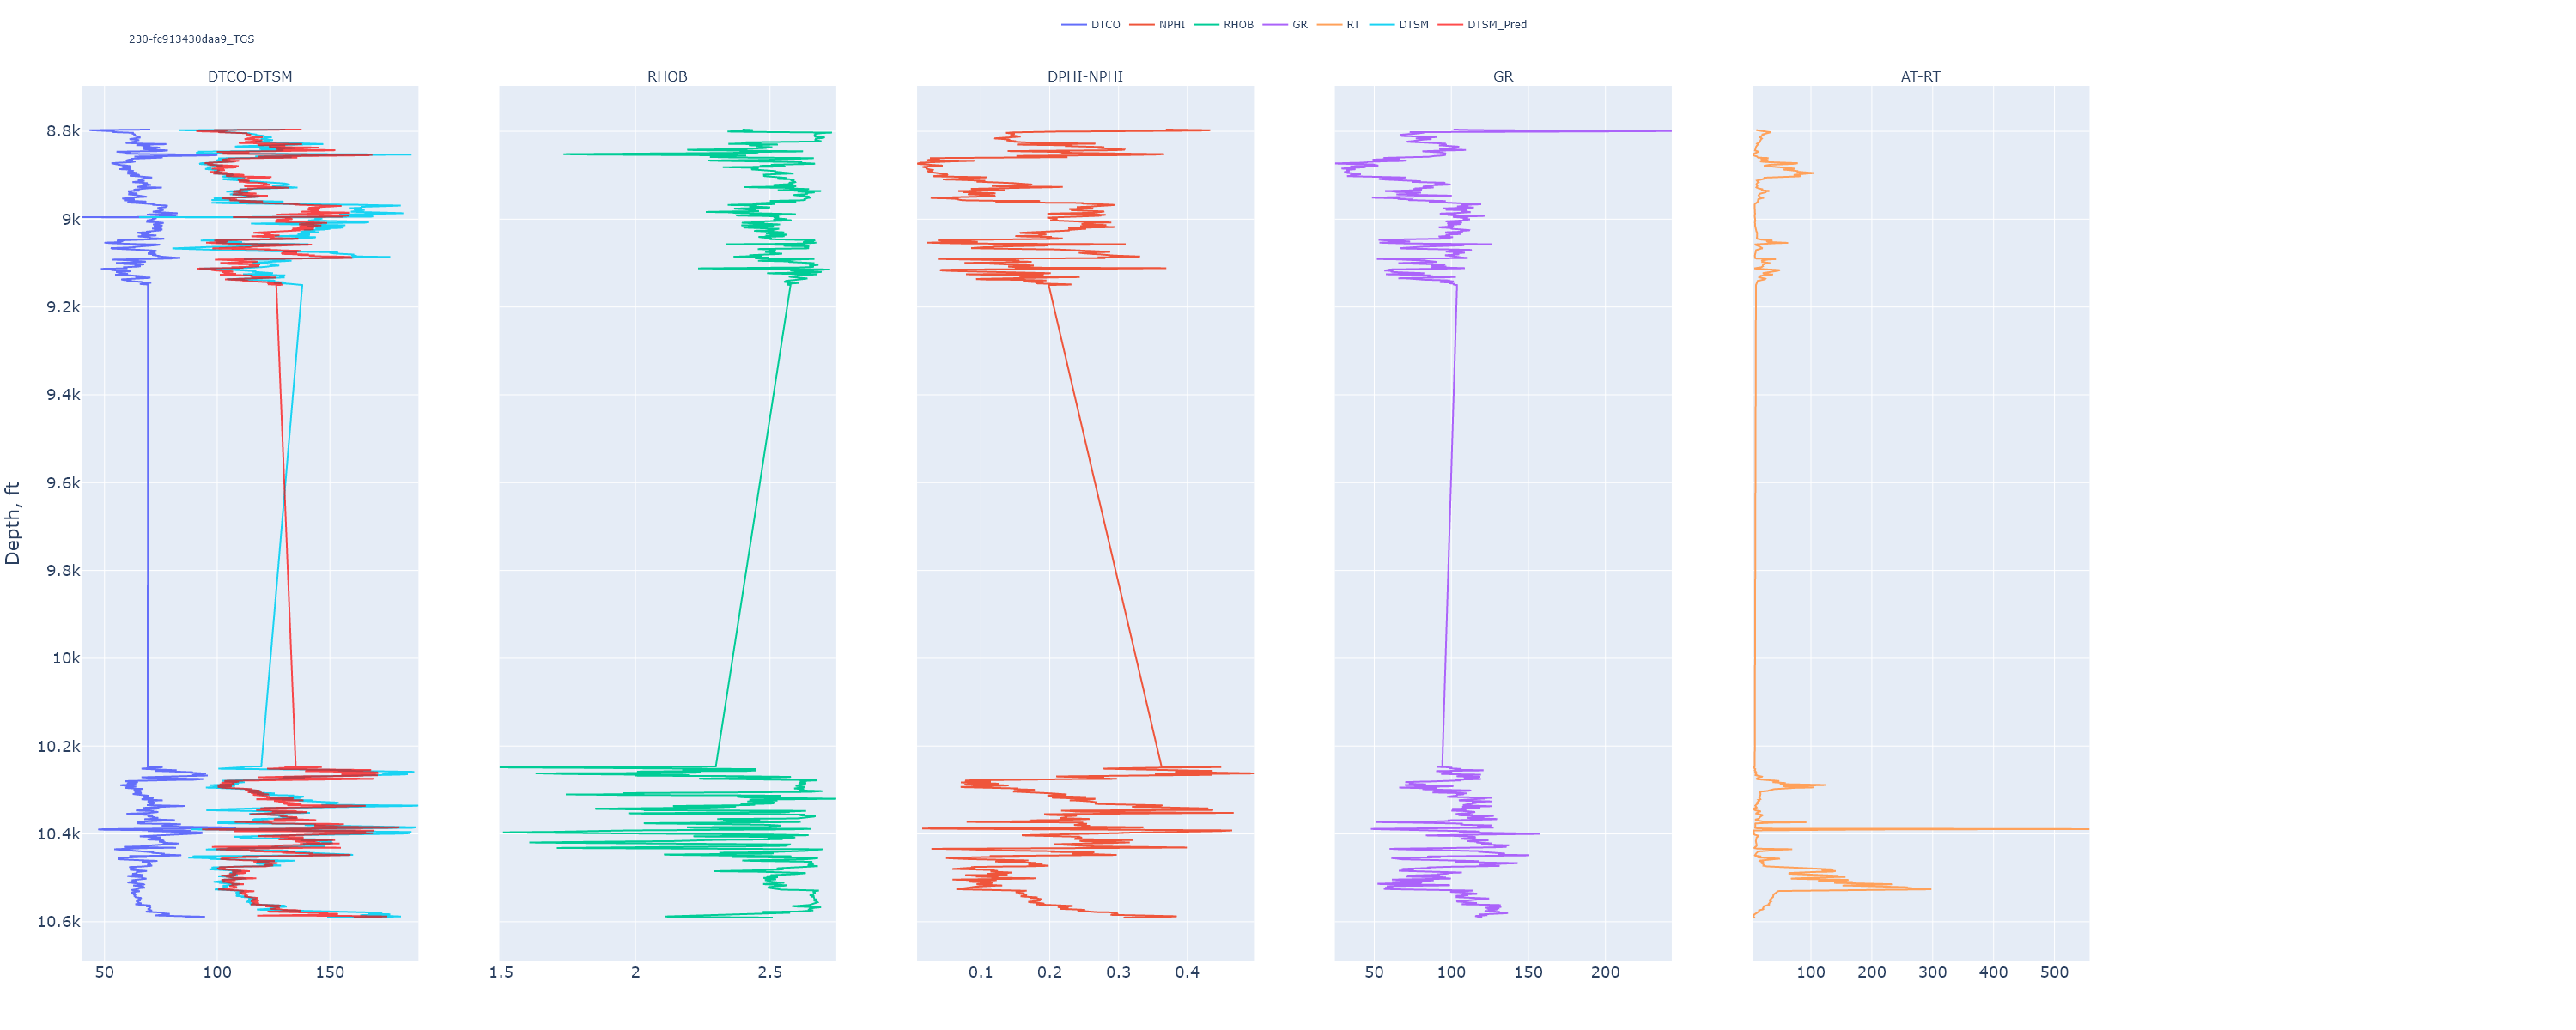 DTCO NPHI RHOB GR RT DTSM DTSM_Pred
230-fc913430daa9_TGS
DTCO-DTSM RHOB DPHI-NPHI GR AT-RT
Depth, ft
8.8k
9k
9.2k
9.4k
9.6k
9.8k
10k
10.2k
10.4k
10.6k
50 100 150 1.5 2 2.5 0.1 0.2 0.3 0.4 50 100 150 200 100 200 300 400 500